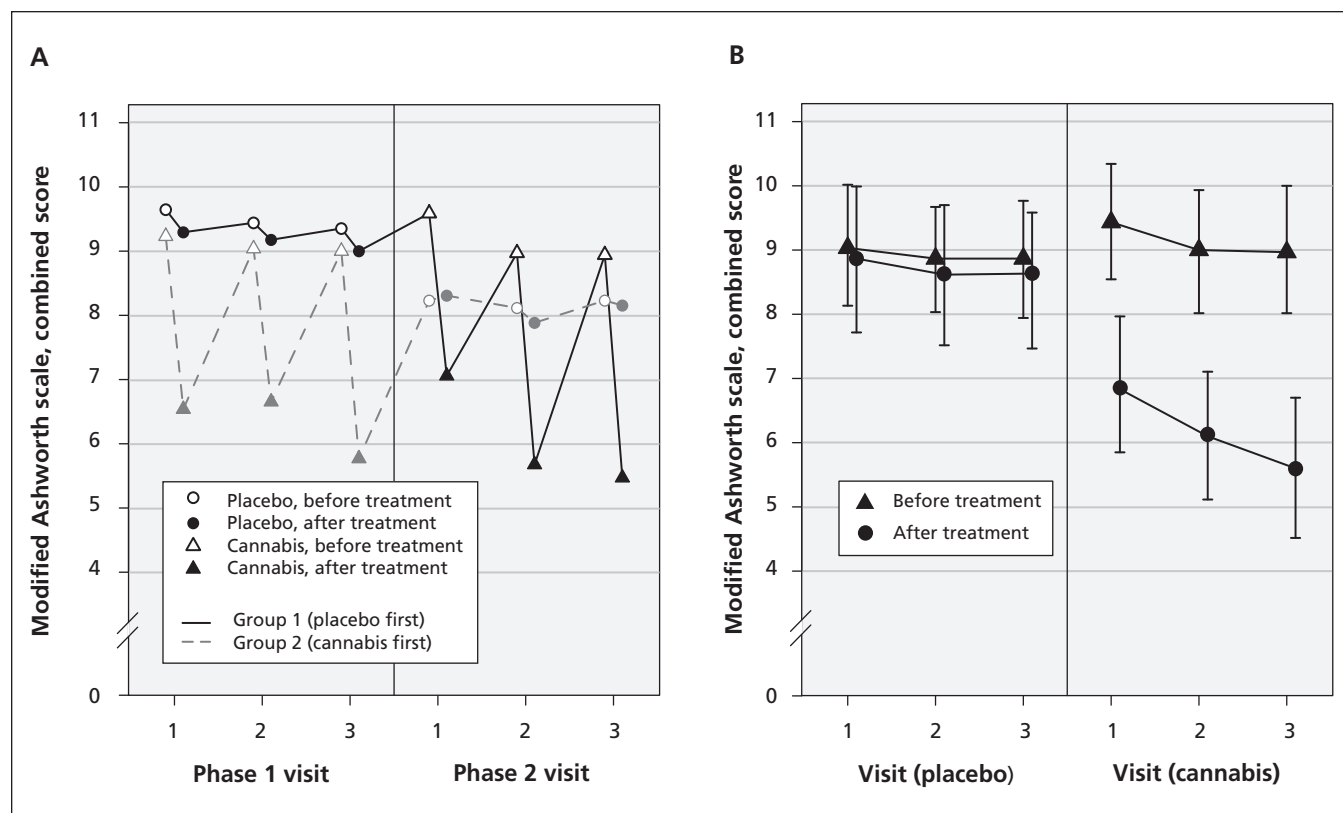 A
Modified Ashworth scale, combined score
11
10
9
8
7
6
5
4
0
Placebo, before treatment
Placebo, after treatment
Cannabis, before treatment
Cannabis, after treatment
Group 1 (placebo first)
Group 2 (cannabis first)
1 2 3 1 2 3
Phase 1 visit Phase 2 visit
B
Modified Ashworth scale, combined score
11
10
9
8
7
6
5
4
0
Before treatment
After treatment
1 2 3 1 2 3
Visit (placebo) Visit (cannabis)